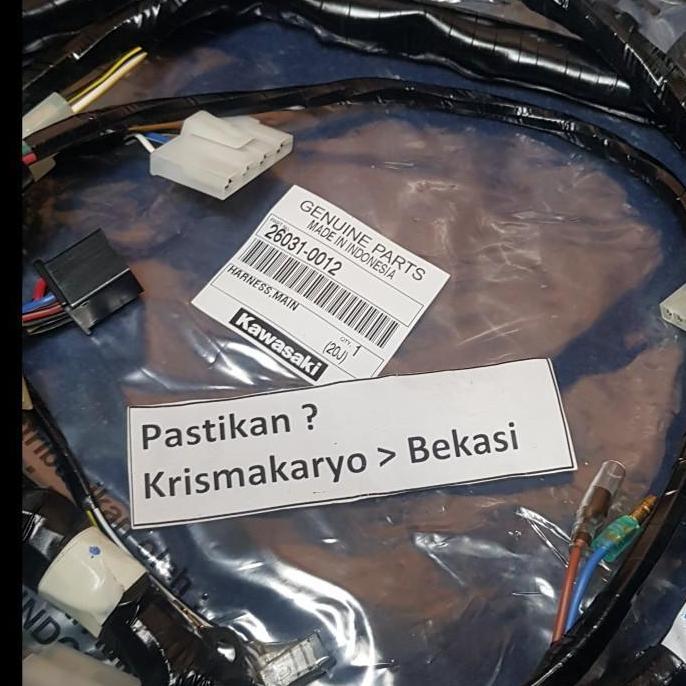 GENUINE PARTS
MADE IN INDONESIA
26031-0012
HARNESS,MAIN
QTY. 1
(20J)
Kawasaki
Pastikan ?
Krismakaryo > Bekasi